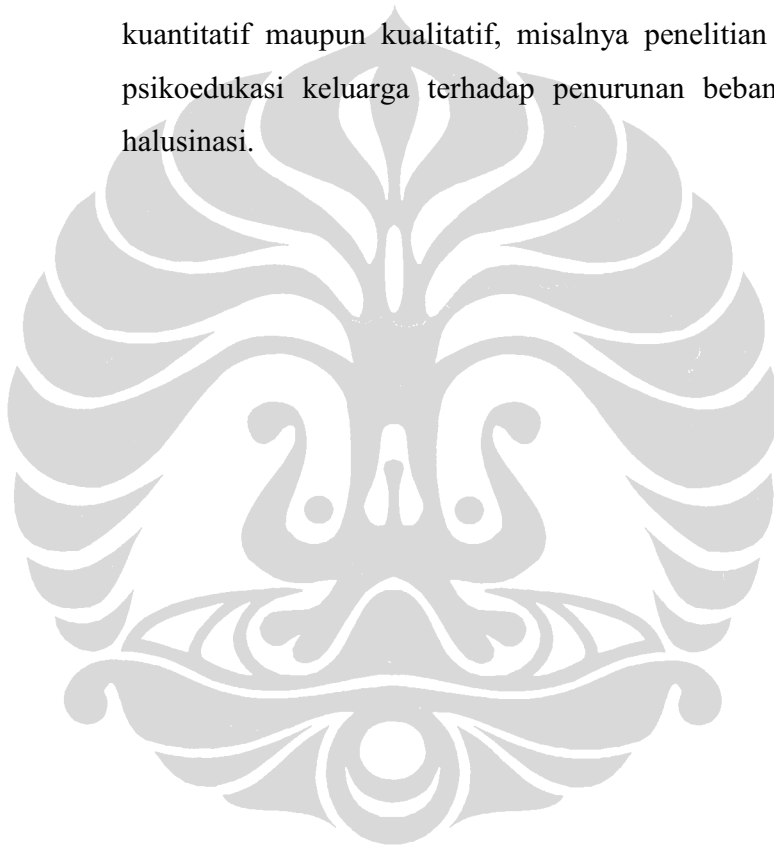 kuantitatif maupun kualitatif, misalnya penelitian
psikoedukasi keluarga terhadap penurunan beban
halusinasi.